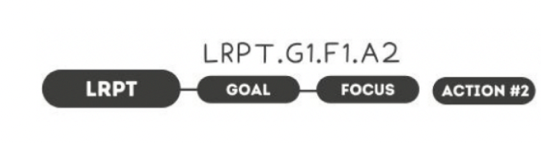 LRPT.G1.F1.A2
LRPT GOAL FOCUS ACTION #2